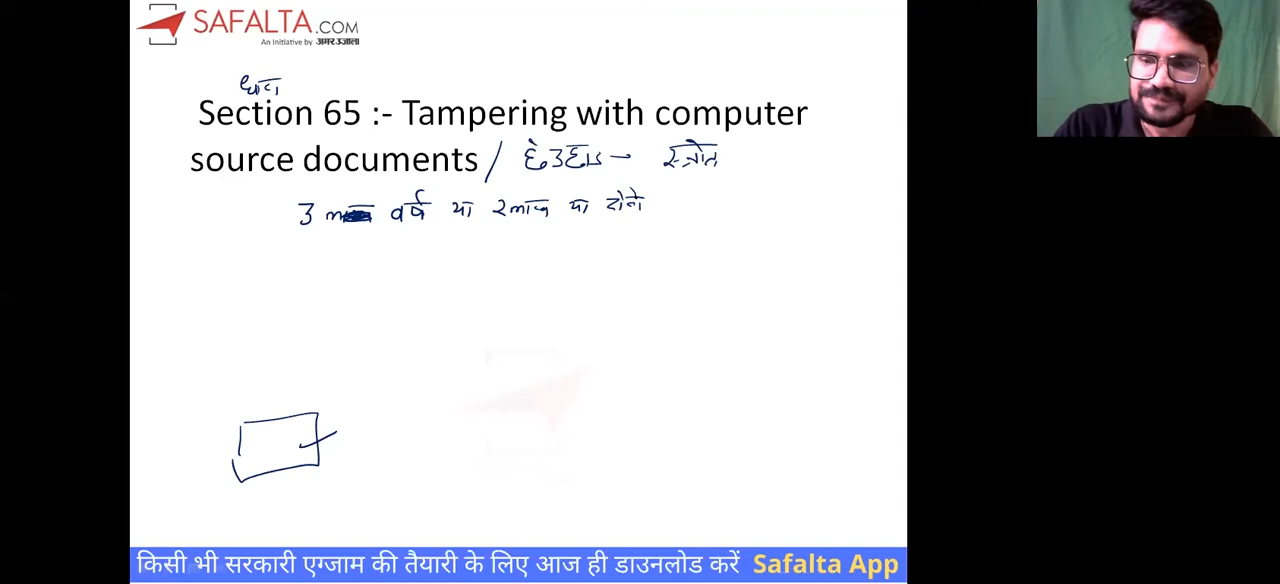 SAFALTA.COM
An Initiative by अमर उजाला
धारा
Section 65 :- Tampering with computer
source documents / छेड़छाड़ – स्त्रोत
3 वर्ष या 2 लाख या दोनो
किसी भी सरकारी एग्जाम की तैयारी के लिए आज ही डाउनलोड करें Safalta App